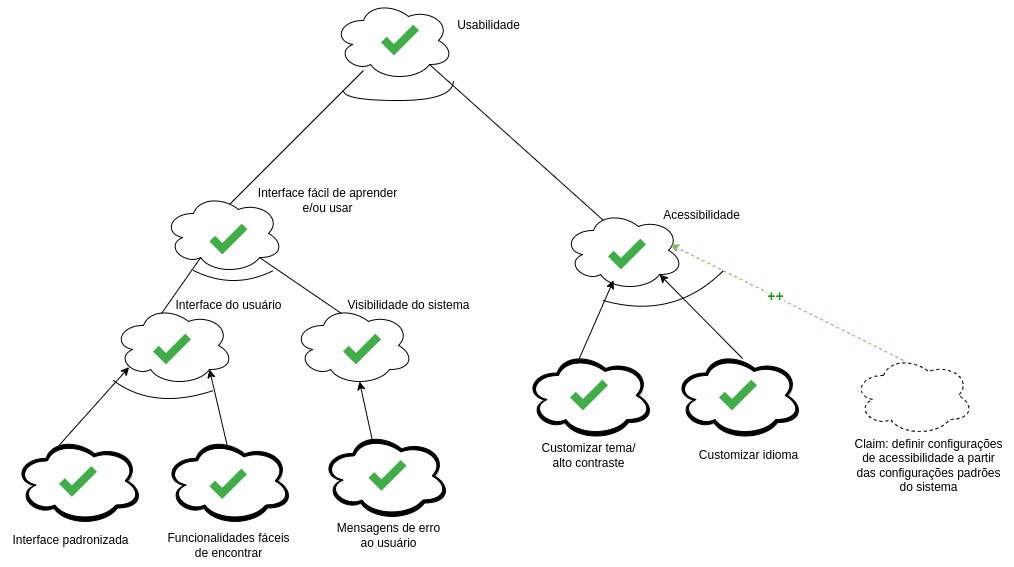 Usabilidade
Interface fácil de aprender
e/ou usar
Acessibilidade
Interface do usuário
Visibilidade do sistema
++
Customizar tema/
alto contraste
Customizar idioma
Claim: definir configurações
de acessibilidade a partir
das configurações padrões
do sistema
Interface padronizada
Funcionalidades fáceis
de encontrar
Mensagens de erro
ao usuário